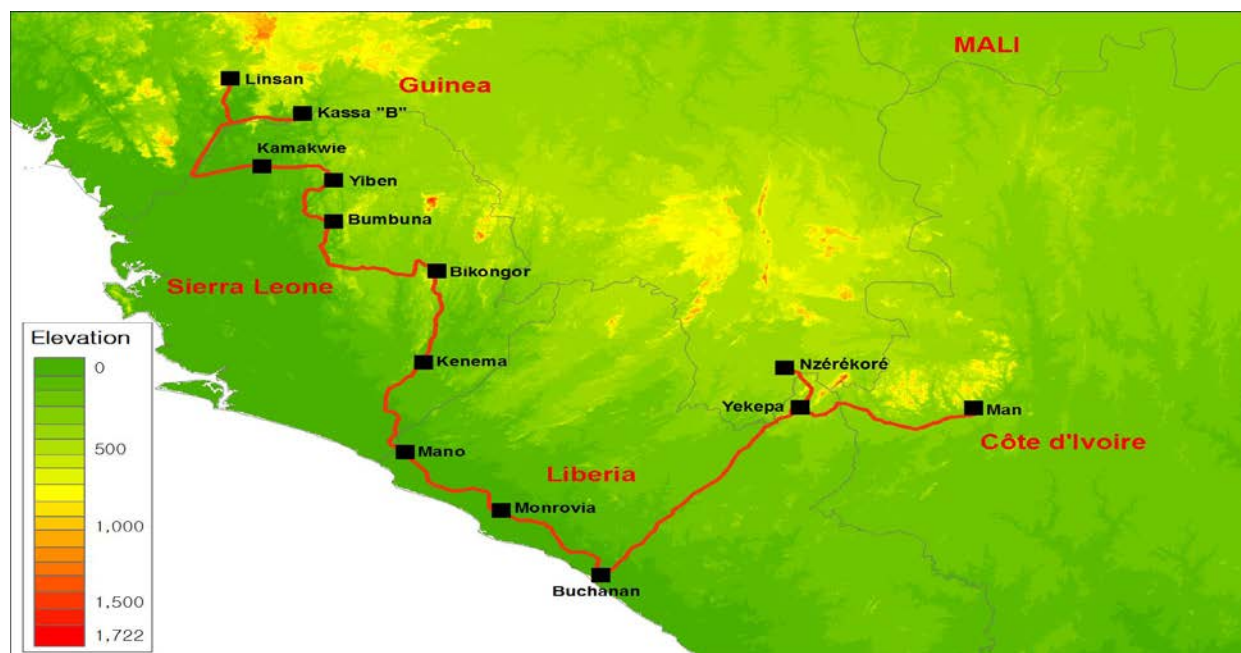 MALI
Linsan
Guinea
Kassa "B"
Kamakwie
Yiben
Bumbuna
Bikongor
Sierra Leone
Elevation
0
500
1,000
1,500
1,722
Kenema
Nzérékoré
Yekepa
Man
Côte d'Ivoire
Mano
Liberia
Monrovia
Buchanan